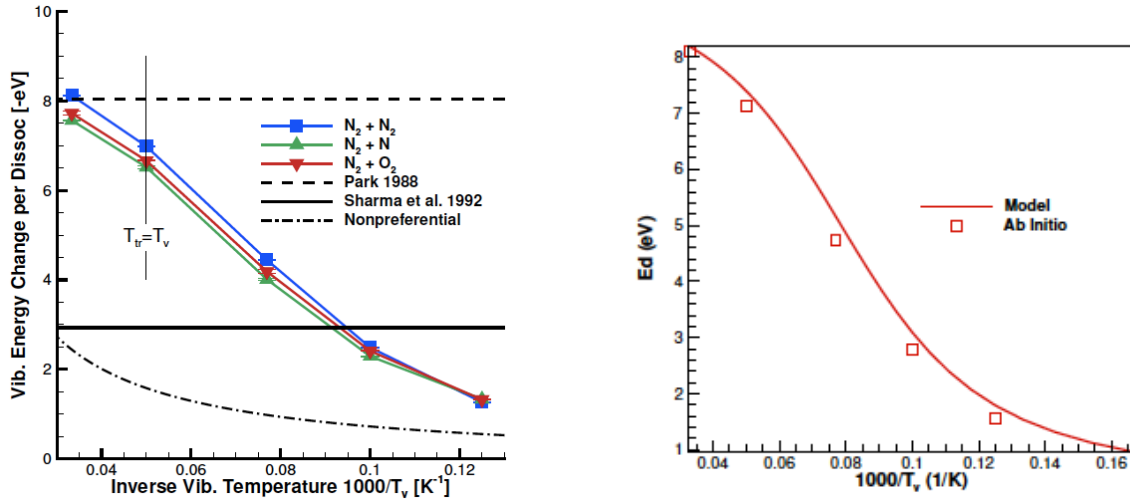 10
8
6
4
2
0
Vib. Energy Change per Dissoc [-eV]
N2 + N2
N2 + N
N2 + O2
Park 1988
Sharma et al. 1992
Nonpreferential
Ttr=Tv
0.04 0.06 0.08 0.1 0.12
Inverse Vib. Temperature 1000/Tv [K-1]
8
7
6
5
4
3
2
1
Ed (eV)
Model
Ab Initio
0.04 0.06 0.08 0.1 0.12 0.14 0.16
1000/Tv (1/K)